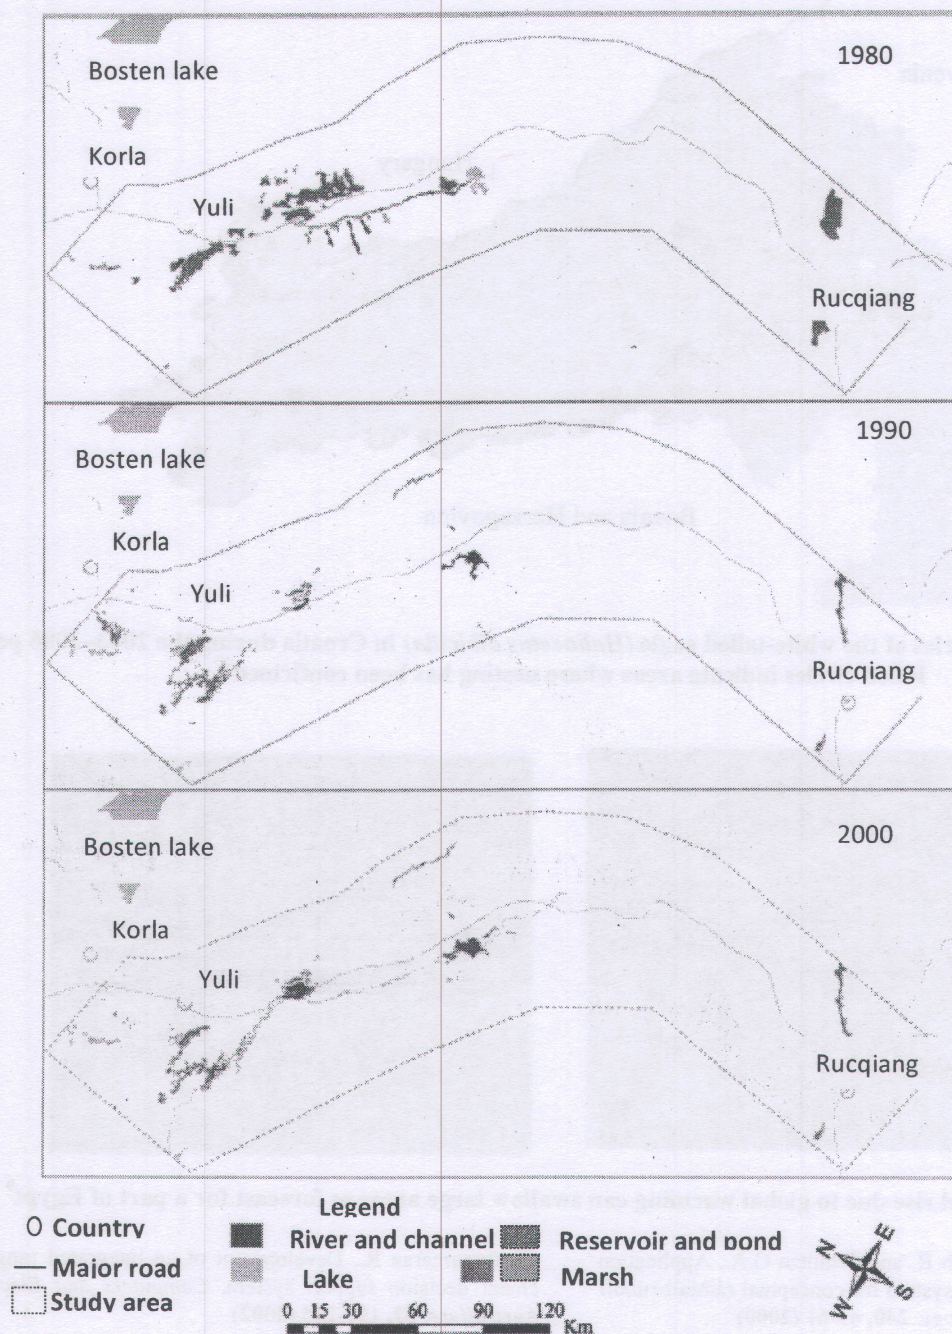 1980
Bosten lake
Korla
Yuli
Rucqiang
1990
Bosten lake
Korla
Yuli
Rucqiang
2000
Bosten lake
Korla
Yuli
Rucqiang
Legend
Country
River and channel
Reservoir and pond
Major road
Lake
Marsh
Study area
0 15 30 60 90 120
Km
N
E
W
S